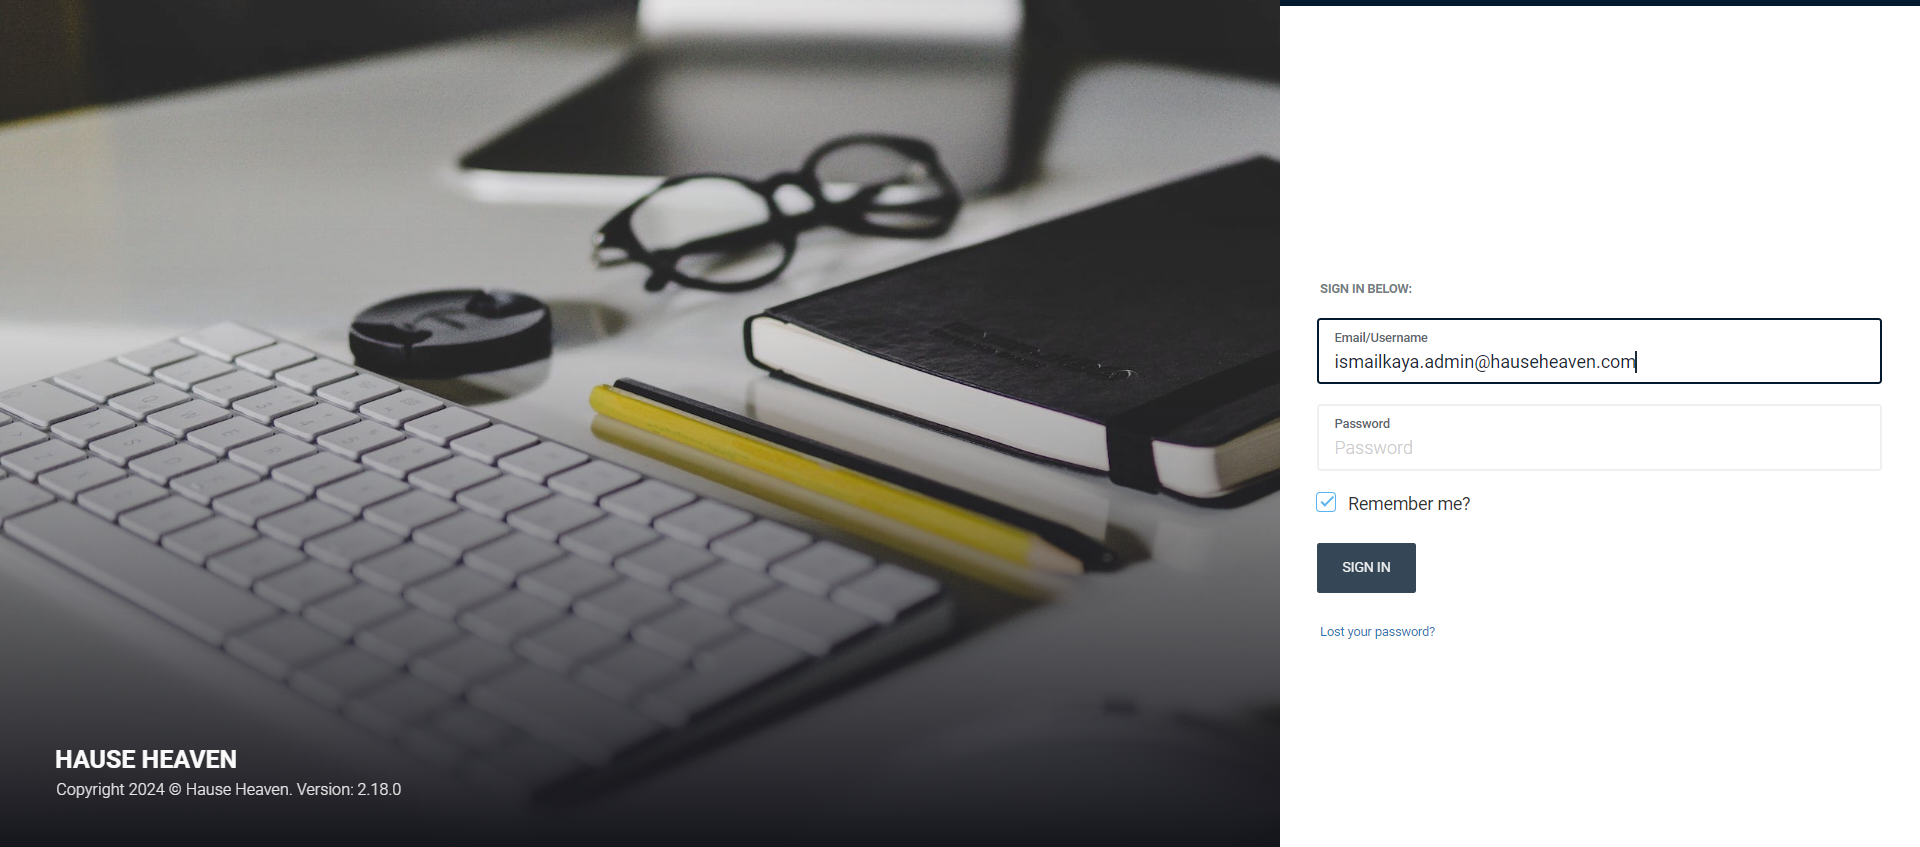 SIGN IN BELOW:
Email/Username
ismailkaya.admin@hauseheaven.com
Password
Password
Remember me?
SIGN IN
Lost your password?
HAUSE HEAVEN
Copyright 2024 © Hause Heaven. Version: 2.18.0